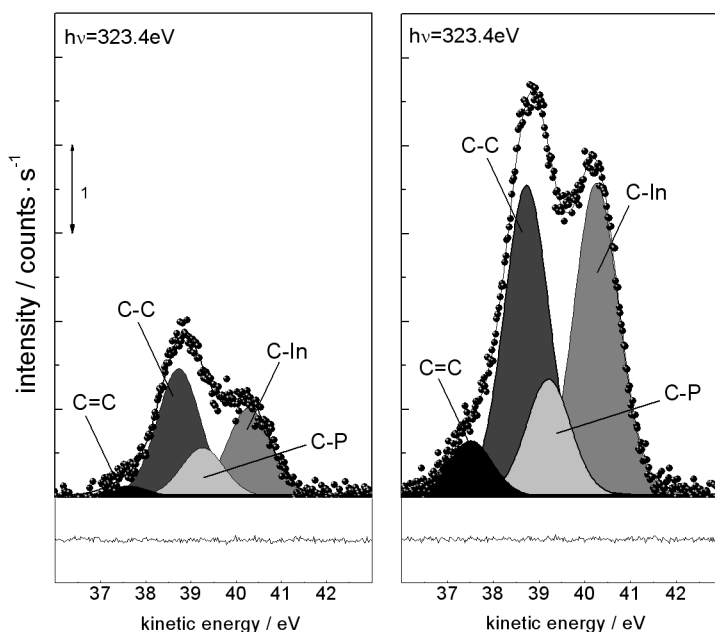 hν=323.4eV
1
C-C
C-In
C=C
C-P
intensity / counts · s⁻¹
37 38 39 40 41 42
kinetic energy / eV
hν=323.4eV
C-C
C-In
C=C
C-P
37 38 39 40 41 42
kinetic energy / eV